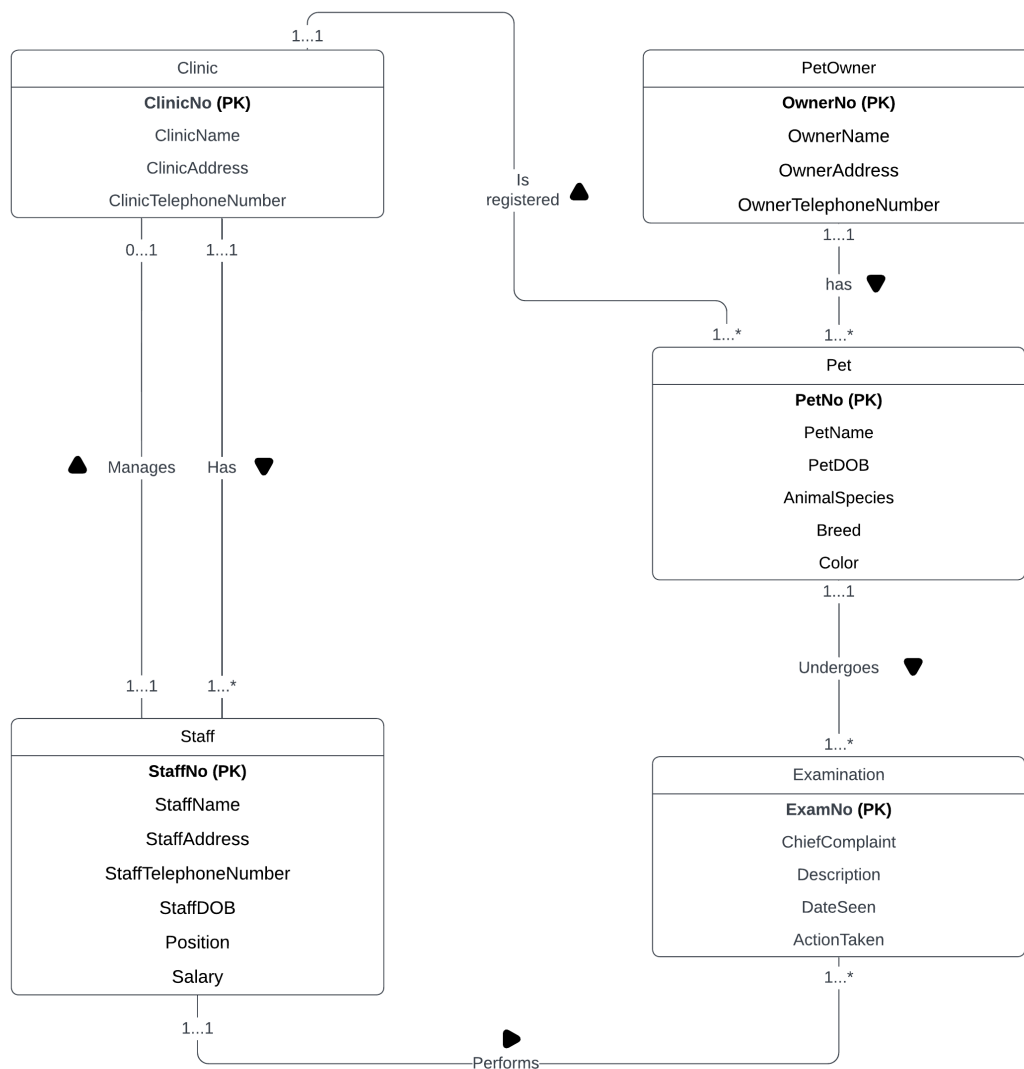 1...1
Clinic
ClinicNo (PK)
ClinicName
ClinicAddress
ClinicTelephoneNumber
0...1
1...1
Is
registered
PetOwner
OwnerNo (PK)
OwnerName
OwnerAddress
OwnerTelephoneNumber
1...1
has
1...*
1...*
Pet
PetNo (PK)
PetName
PetDOB
AnimalSpecies
Breed
Color
1...1
Manages
Has
1...1
1...*
Undergoes
1...*
Staff
StaffNo (PK)
StaffName
StaffAddress
StaffTelephoneNumber
StaffDOB
Position
Salary
1...1
Examination
ExamNo (PK)
ChiefComplaint
Description
DateSeen
ActionTaken
1...*
Performs